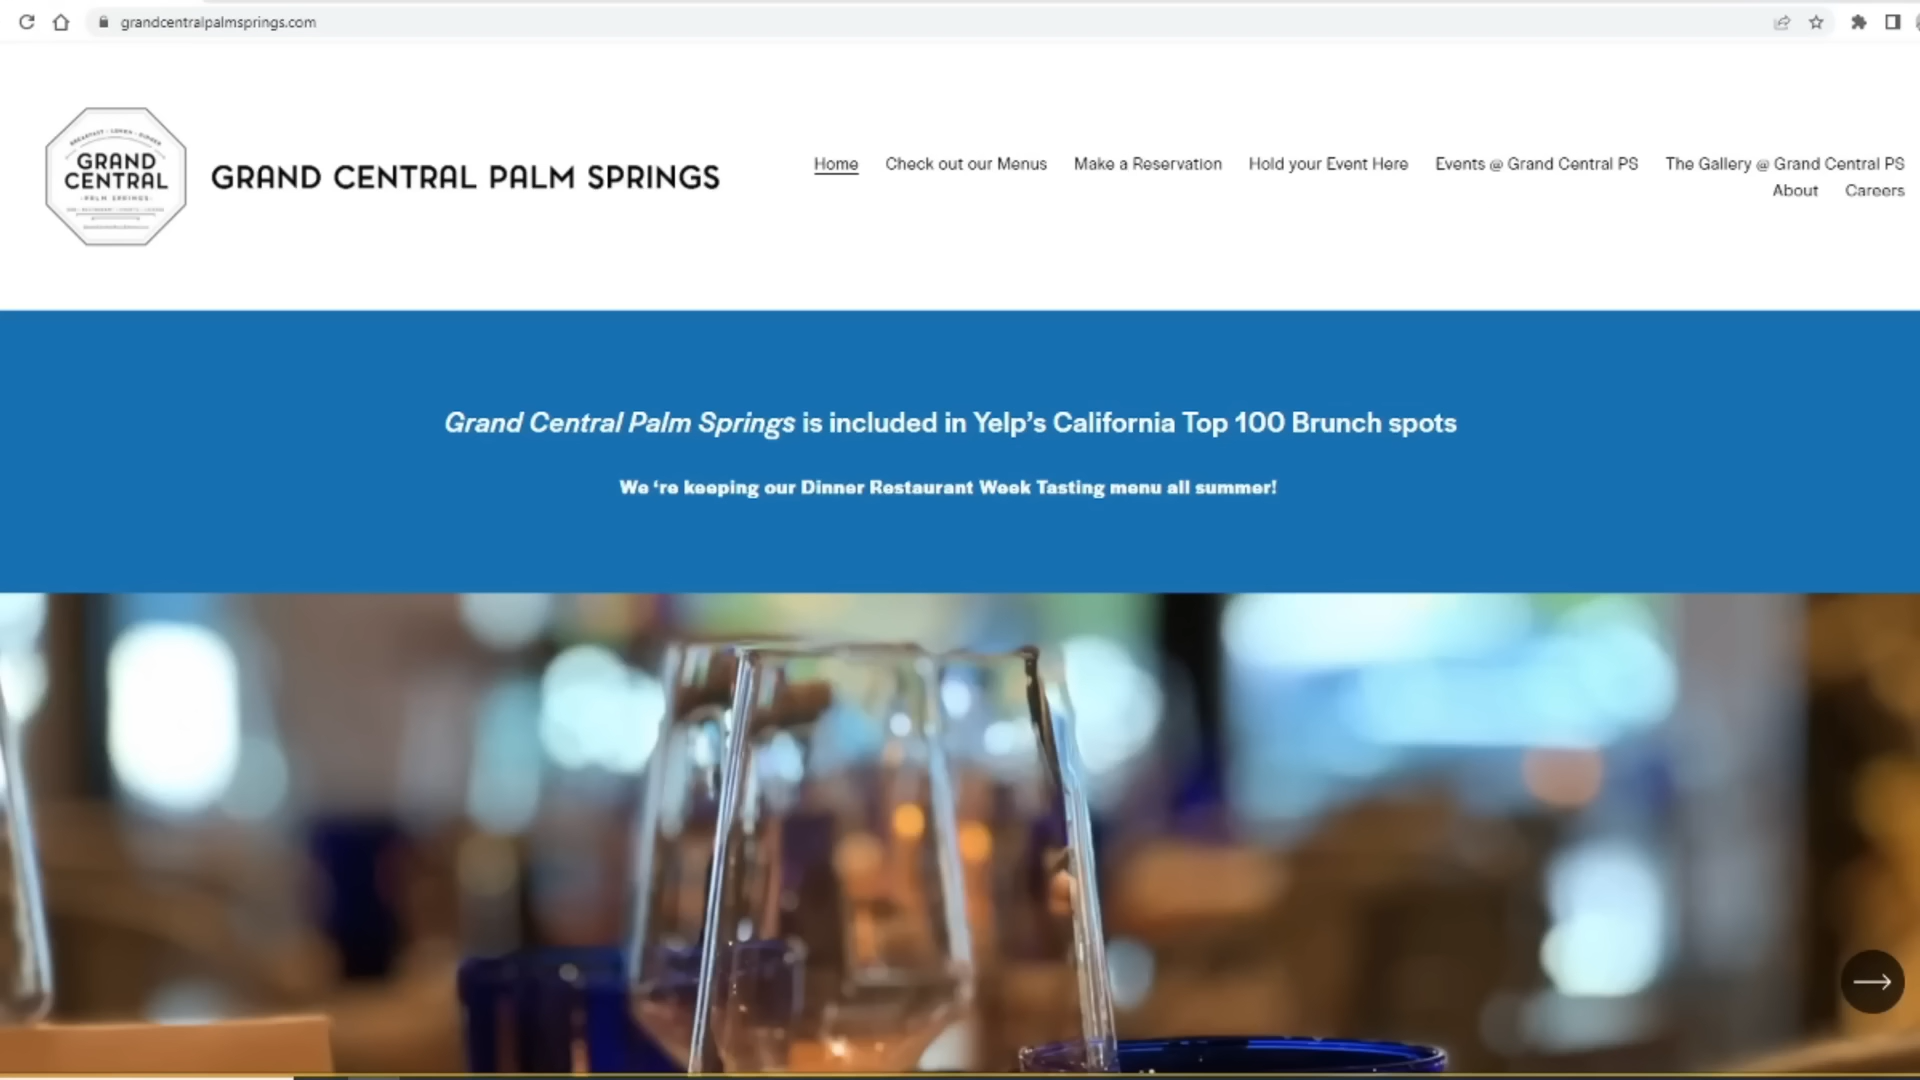 grandcentralpalmsprings.com
GRAND
CENTRAL
-PALM SPRINGS-
GRAND CENTRAL PALM SPRINGS
Home Check out our Menus Make a Reservation Hold your Event Here Events @ Grand Central PS The Gallery @ Grand Central PS
About Careers
Grand Central Palm Springs is included in Yelp’s California Top 100 Brunch spots
We ‘re keeping our Dinner Restaurant Week Tasting menu all summer!